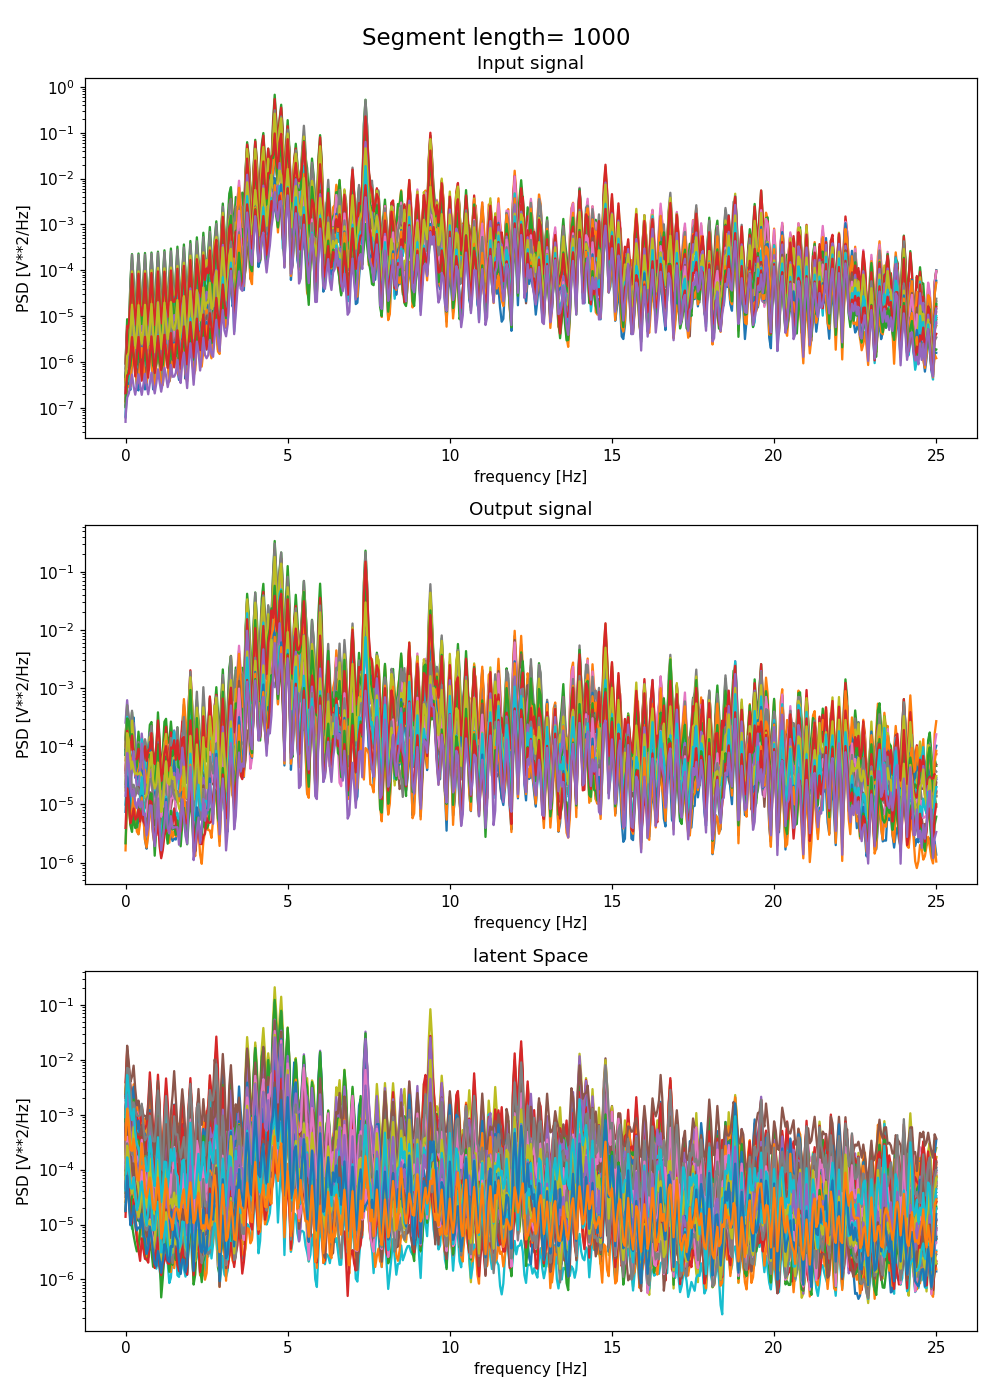 Segment length= 1000
Input signal
PSD [V**2/Hz]
10⁰
10⁻¹
10⁻²
10⁻³
10⁻⁴
10⁻⁵
10⁻⁶
10⁻⁷
0 5 10 15 20 25
frequency [Hz]
Output signal
PSD [V**2/Hz]
10⁻¹
10⁻²
10⁻³
10⁻⁴
10⁻⁵
10⁻⁶
0 5 10 15 20 25
frequency [Hz]
latent Space
PSD [V**2/Hz]
10⁻¹
10⁻²
10⁻³
10⁻⁴
10⁻⁵
10⁻⁶
0 5 10 15 20 25
frequency [Hz]